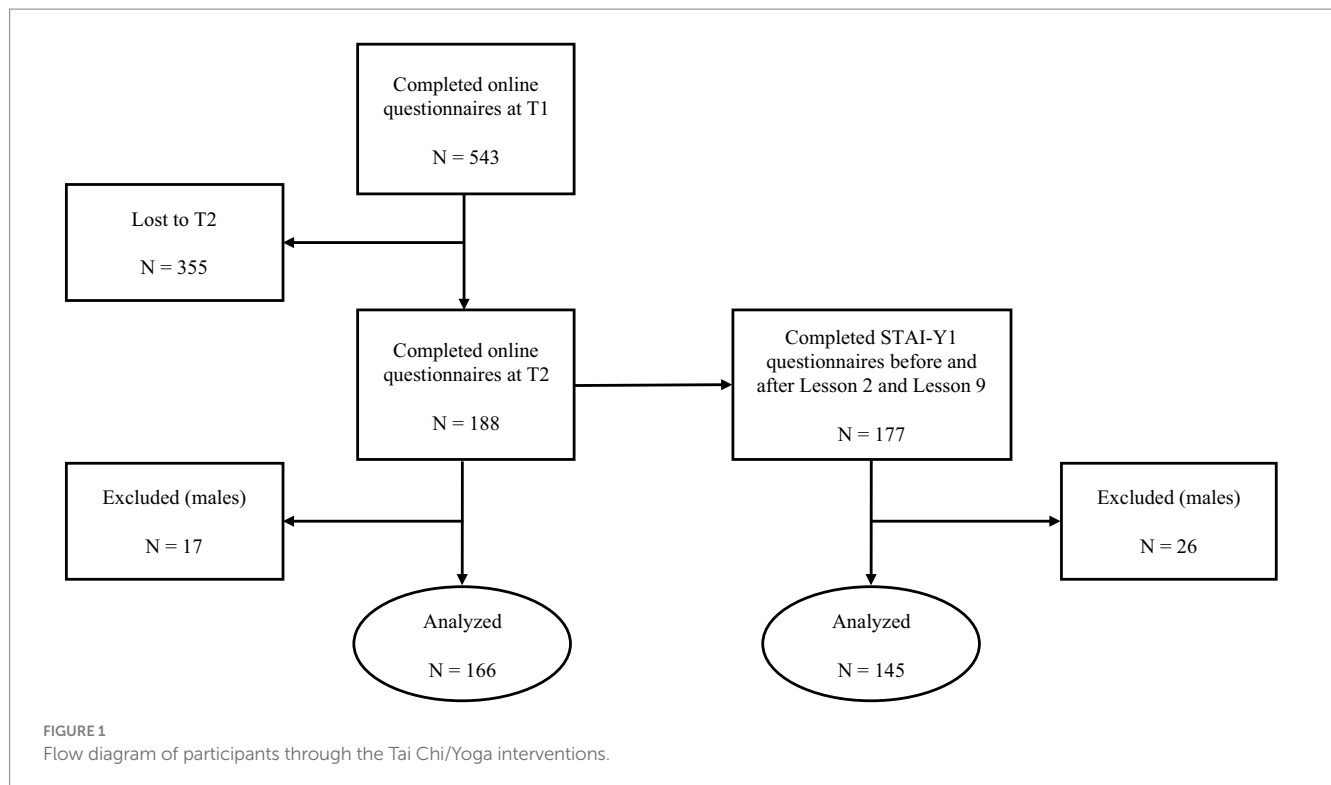 Completed online
questionnaires at T1
N = 543
Lost to T2
N = 355
Completed online
questionnaires at T2
N = 188
Completed STAI-Y1
questionnaires before and
after Lesson 2 and Lesson 9
N = 177
Excluded (males)
N = 17
Excluded (males)
N = 26
Analyzed
N = 166
Analyzed
N = 145
FIGURE 1
Flow diagram of participants through the Tai Chi/Yoga interventions.